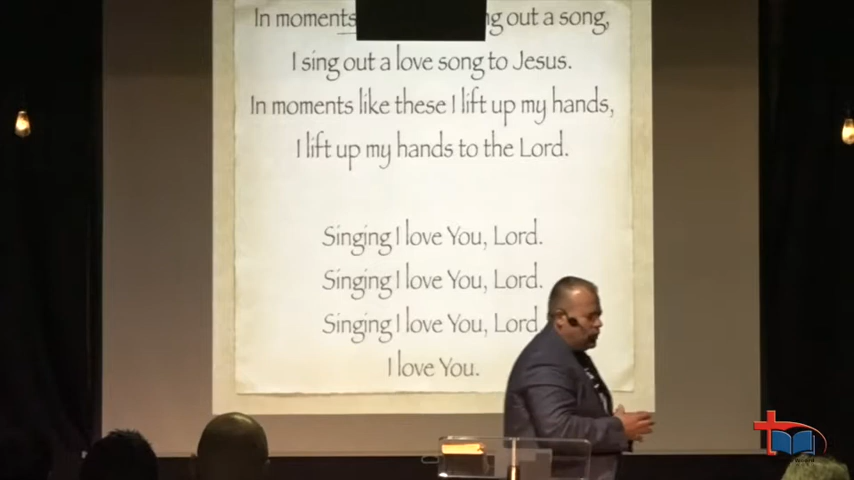 In moments ng out a song,
I sing out a love song to Jesus.
In moments like these I lift up my hands,
I lift up my hands to the Lord.
Singing I love You, Lord.
Singing I love You, Lord.
Singing I love You, Lord
I love You.